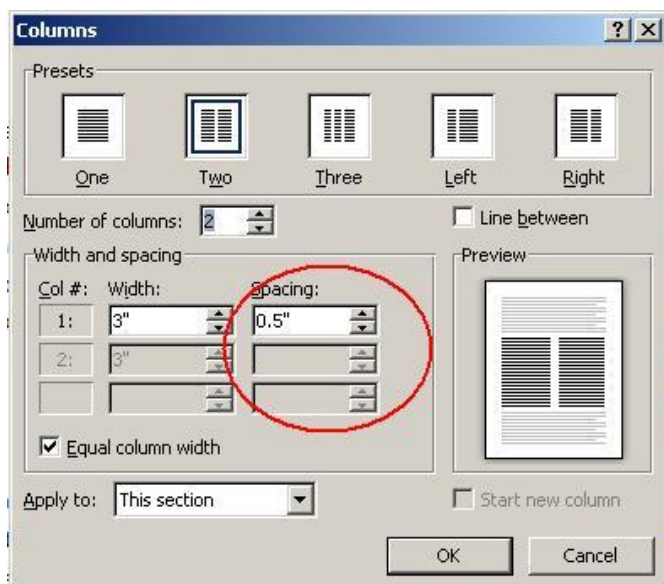 Columns
Presets
One Two Three Left Right
Number of columns: 2
Line between
Width and spacing
Preview
Col #: Width: Spacing:
1: 3" 0.5"
2: 3"
Equal column width
Apply to: This section
Start new column
OK Cancel